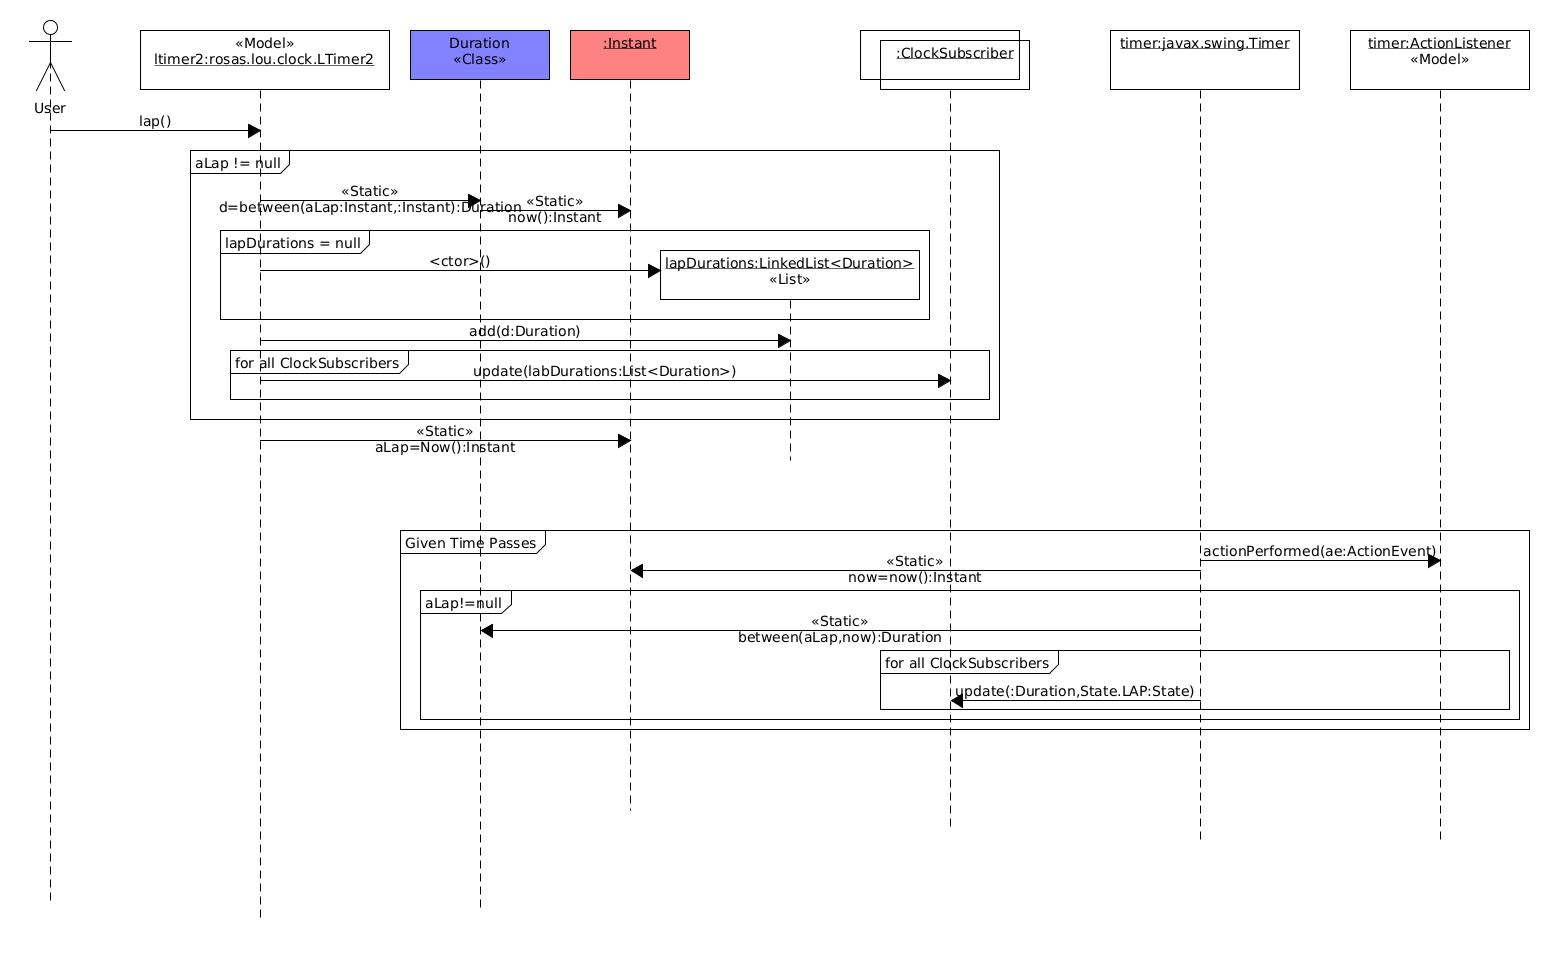 User
«Model»
ltimer2:rosas.lou.clock.LTimer2
Duration
«Class»
:Instant
:ClockSubscriber
timer:javax.swing.Timer
timer:ActionListener
«Model»
lap()
aLap != null
«Static»
d=between(aLap:Instant,:Instant):Duration
«Static»
now():Instant
lapDurations = null
<ctor>()
lapDurations:LinkedList<Duration>
«List»
add(d:Duration)
for all ClockSubscribers
update(labDurations:List<Duration>)
«Static»
aLap=Now():Instant
Given Time Passes
actionPerformed(ae:ActionEvent)
«Static»
now=now():Instant
aLap!=null
«Static»
between(aLap,now):Duration
for all ClockSubscribers
update(:Duration,State.LAP:State)